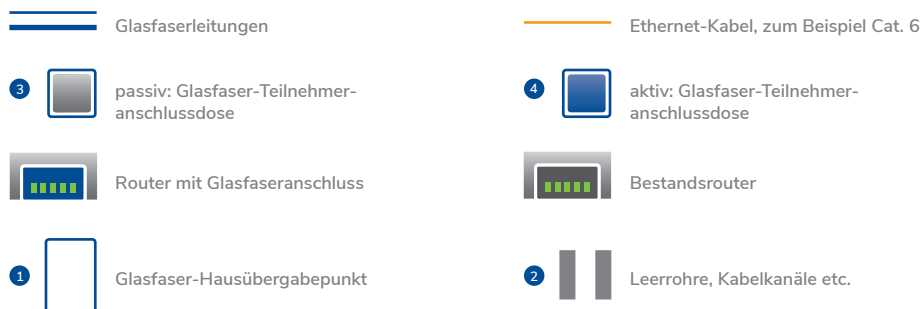 Glasfaserleitungen
Ethernet-Kabel, zum Beispiel Cat. 6
3
passiv: Glasfaser-Teilnehmer-
anschlussdose
4
aktiv: Glasfaser-Teilnehmer-
anschlussdose
Router mit Glasfaseranschluss
Bestandsrouter
1
Glasfaser-Hausübergabepunkt
2
Leerrohre, Kabelkanäle etc.